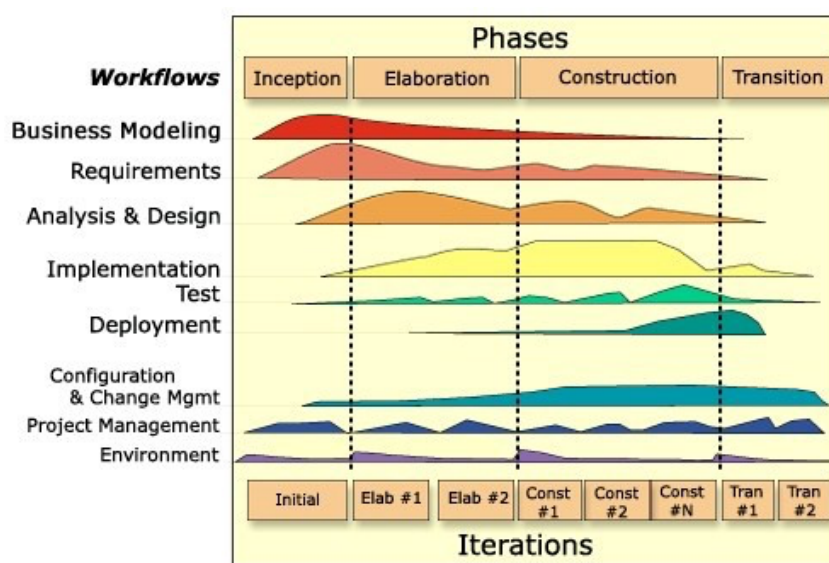 Phases
Workflows
Inception
Elaboration
Construction
Transition
Business Modeling
Requirements
Analysis & Design
Implementation
Test
Deployment
Configuration
& Change Mgmt
Project Management
Environment
Initial
Elab #1
Elab #2
Const
#1
Const
#2
Const
#N
Tran
#1
Tran
#2
Iterations